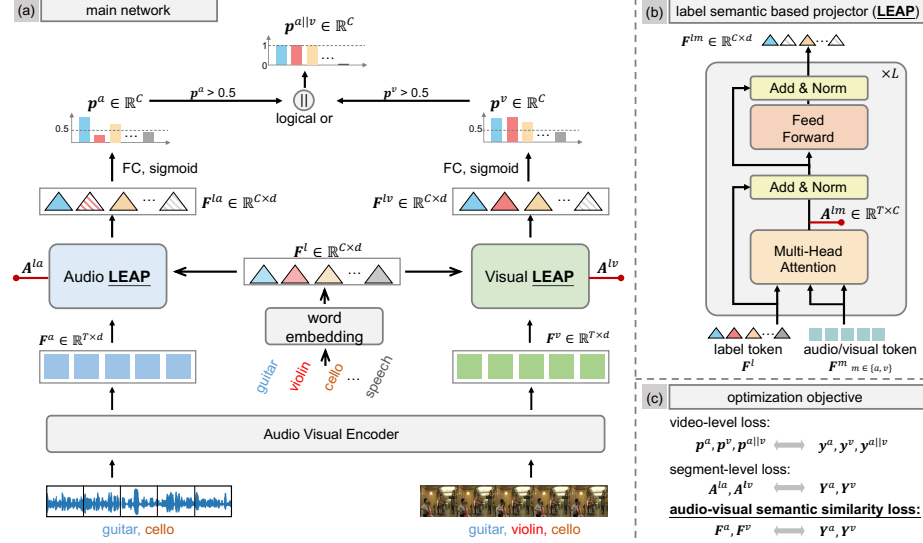 (a)
main network
p^{a||v} ∈ ℝ^C
1
0
...
p^a ∈ ℝ^C
p^a > 0.5
||
p^v > 0.5
p^v ∈ ℝ^C
logical or
0.5
...
0.5
...
FC, sigmoid
FC, sigmoid
...
F^{la} ∈ ℝ^{C×d}
F^{lv} ∈ ℝ^{C×d}
...
F^l ∈ ℝ^{C×d}
A^{la}
Audio LEAP
...
Visual LEAP
A^{lv}
word
embedding
F^a ∈ ℝ^{T×d}
F^v ∈ ℝ^{T×d}
guitar
violin
cello
...
speech
Audio Visual Encoder
guitar, cello
guitar, violin, cello
(b)
label semantic based projector (LEAP)
F^{lm} ∈ ℝ^{C×d}
...
×L
Add & Norm
Feed
Forward
Add & Norm
A^{lm} ∈ ℝ^{T×C}
Multi-Head
Attention
...
label token
F^l
audio/visual token
F^m m ∈ {a, v}
(c)
optimization objective
video-level loss:
p^a, p^v, p^{a||v}
y^a, y^v, y^{a||v}
segment-level loss:
A^{la}, A^{lv}
Y^a, Y^v
audio-visual semantic similarity loss:
F^a, F^v
Y^a, Y^v